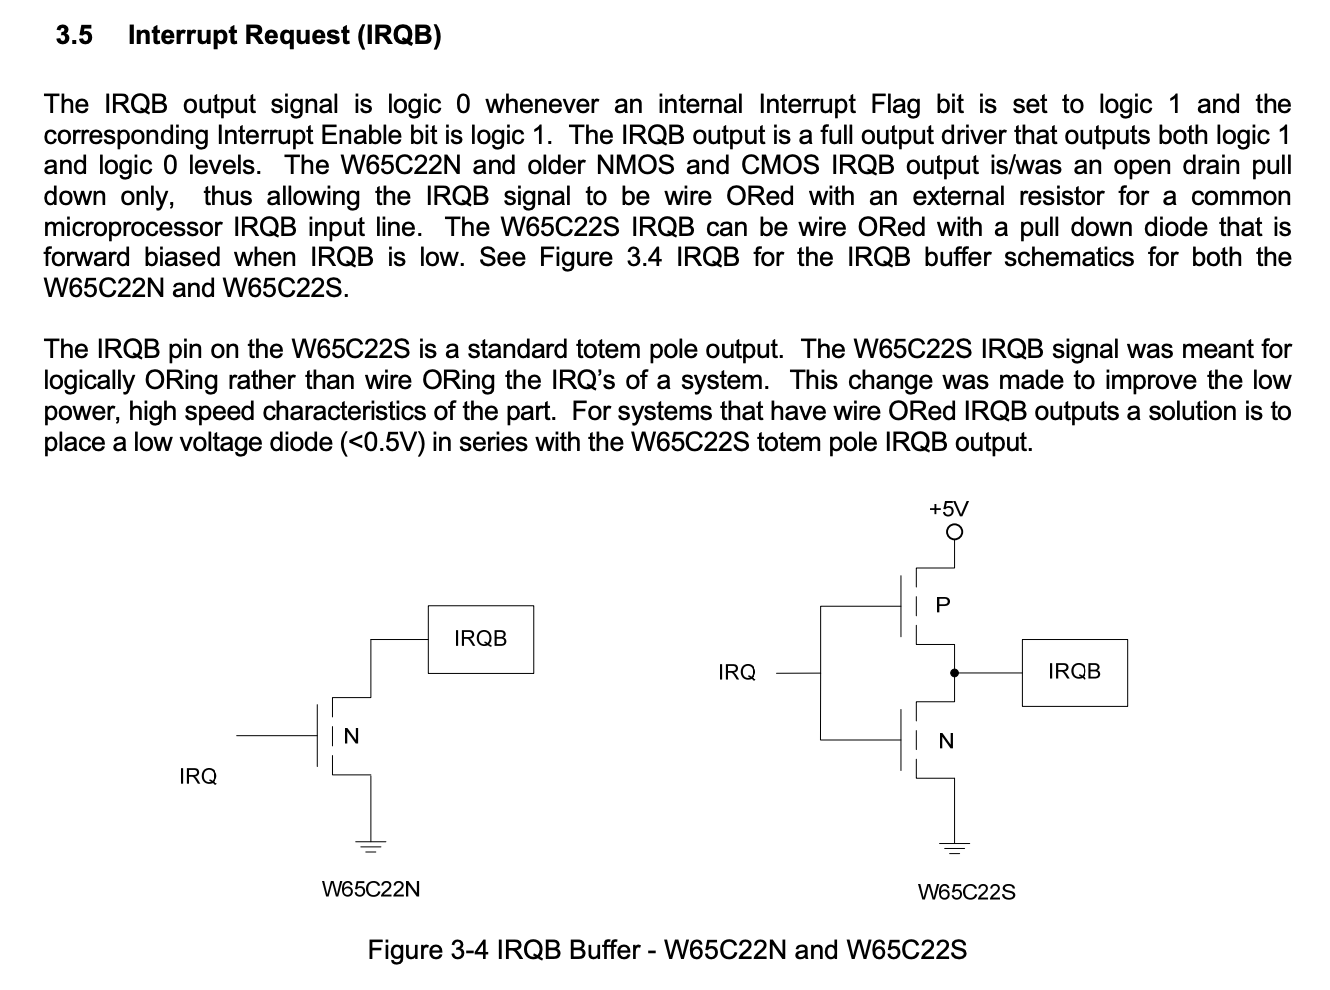 3.5 Interrupt Request (IRQB)
The IRQB output signal is logic 0 whenever an internal Interrupt Flag bit is set to logic 1 and the
corresponding Interrupt Enable bit is logic 1. The IRQB output is a full output driver that outputs both logic 1
and logic 0 levels. The W65C22N and older NMOS and CMOS IRQB output is/was an open drain pull
down only, thus allowing the IRQB signal to be wire ORed with an external resistor for a common
microprocessor IRQB input line. The W65C22S IRQB can be wire ORed with a pull down diode that is
forward biased when IRQB is low. See Figure 3.4 IRQB for the IRQB buffer schematics for both the
W65C22N and W65C22S.
The IRQB pin on the W65C22S is a standard totem pole output. The W65C22S IRQB signal was meant for
logically ORing rather than wire ORing the IRQ's of a system. This change was made to improve the low
power, high speed characteristics of the part. For systems that have wire ORed IRQB outputs a solution is to
place a low voltage diode (<0.5V) in series with the W65C22S totem pole IRQB output.
IRQB
N
IRQ
W65C22N
+5V
P
IRQ
IRQB
N
W65C22S
Figure 3-4 IRQB Buffer - W65C22N and W65C22S